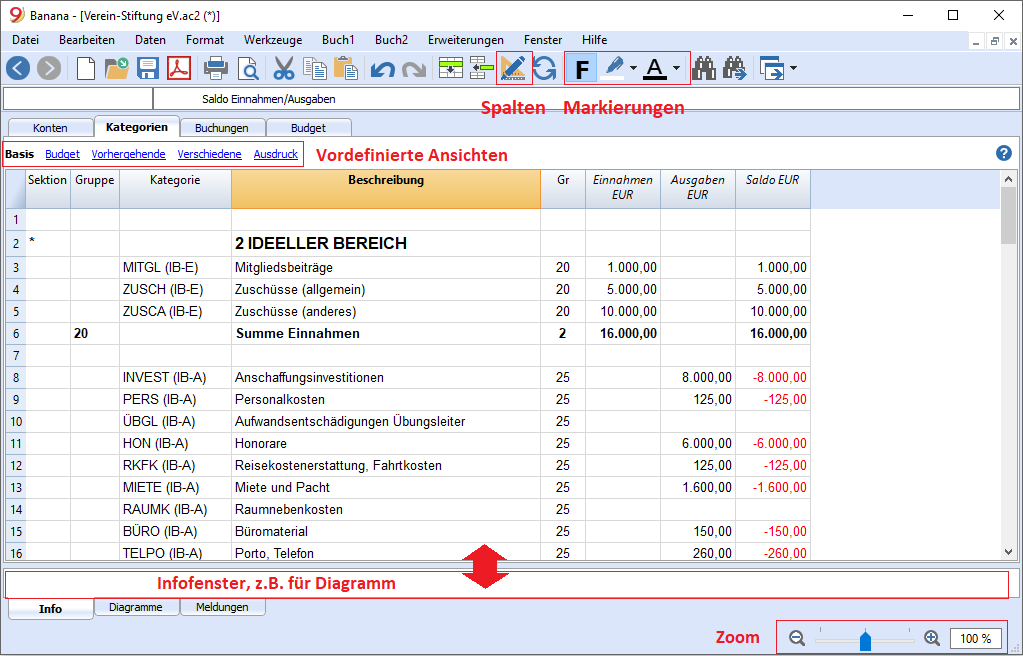 Banana - [Verein-Stiftung eV.ac2 (*)]
Datei Bearbeiten Daten Format Werkzeuge Buch1 Buch2 Erweiterungen Fenster Hilfe
F A
Saldo Einnahmen/Ausgaben
Spalten Markierungen
Konten Kategorien Buchungen Budget
Basis Budget Vorhergehende Verschiedene Ausdruck Vordefinierte Ansichten ?
Sektion Gruppe Kategorie Beschreibung Gr Einnahmen EUR Ausgaben EUR Saldo EUR
1
2 * 2 IDEELLER BEREICH
3 MITGL (IB-E) Mitgliedsbeiträge 20 1.000,00 1.000,00
4 ZUSCH (IB-E) Zuschüsse (allgemein) 20 5.000,00 5.000,00
5 ZUSCA (IB-E) Zuschüsse (anderes) 20 10.000,00 10.000,00
6 20 Summe Einnahmen 2 16.000,00 16.000,00
7
8 INVEST (IB-A) Anschaffungsinvestitionen 25 8.000,00 -8.000,00
9 PERS (IB-A) Personalkosten 25 125,00 -125,00
10 ÜBGL (IB-A) Aufwandsentschädigungen Übungsleiter 25
11 HON (IB-A) Honorare 25 6.000,00 -6.000,00
12 RKFK (IB-A) Reisekostenerstattung, Fahrtkosten 25 125,00 -125,00
13 MIETE (IB-A) Miete und Pacht 25 1.600,00 -1.600,00
14 RAUMK (IB-A) Raumnebenkosten 25
15 BÜRO (IB-A) Büromaterial 25 150,00 -150,00
16 TELPO (IB-A) Porto, Telefon 25 260,00 -260,00
Infofenster, z.B. für Diagramm
Info Diagramme Meldungen
Zoom 100 %